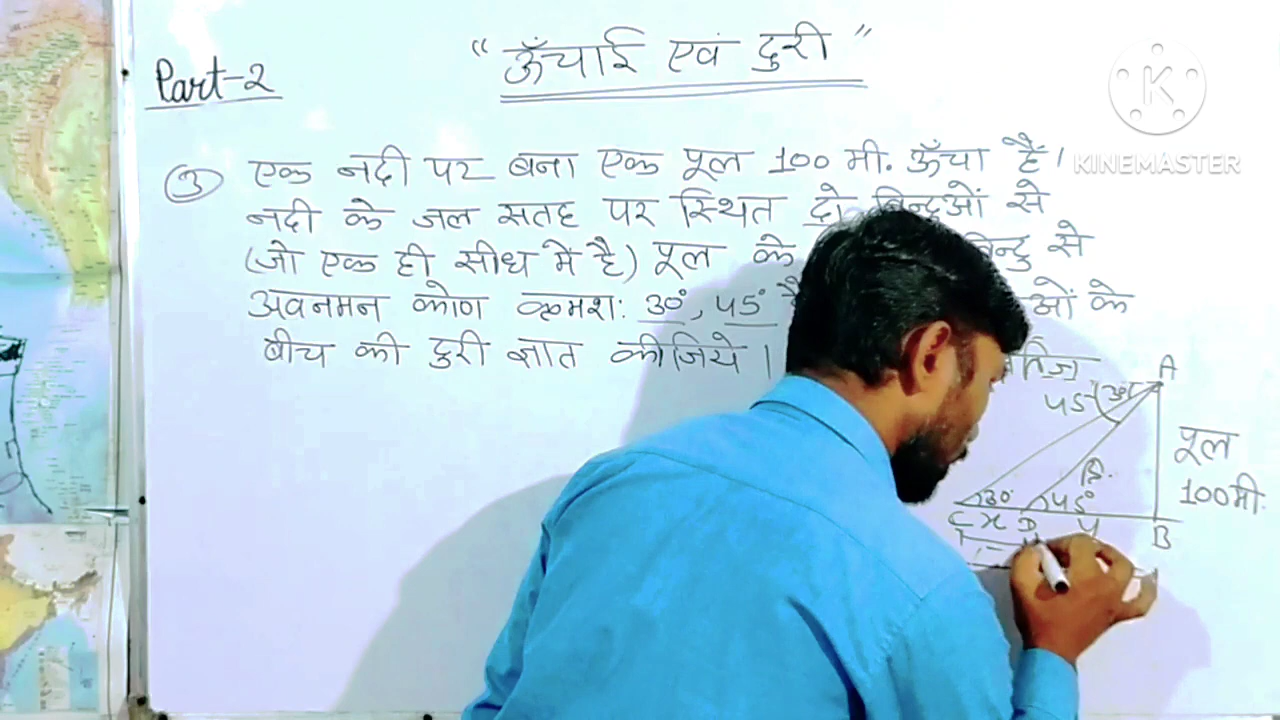 "ऊँचाई एवं दुरी"
Part-2
③ एक नदी पर बना एक पूल 100 मी. ऊँचा है।
नदी के जल सतह पर स्थित दो बिन्दुओं से
(जो एक ही सीध में है) पूल के बिन्दु से
अवनमन कोण क्रमशः 30°, 45° है ओं के
बीच की दुरी ज्ञात कीजिये।
A
45° 30°
पूल
100मी.
30° 45°
C x D y B
K
KINEMASTER